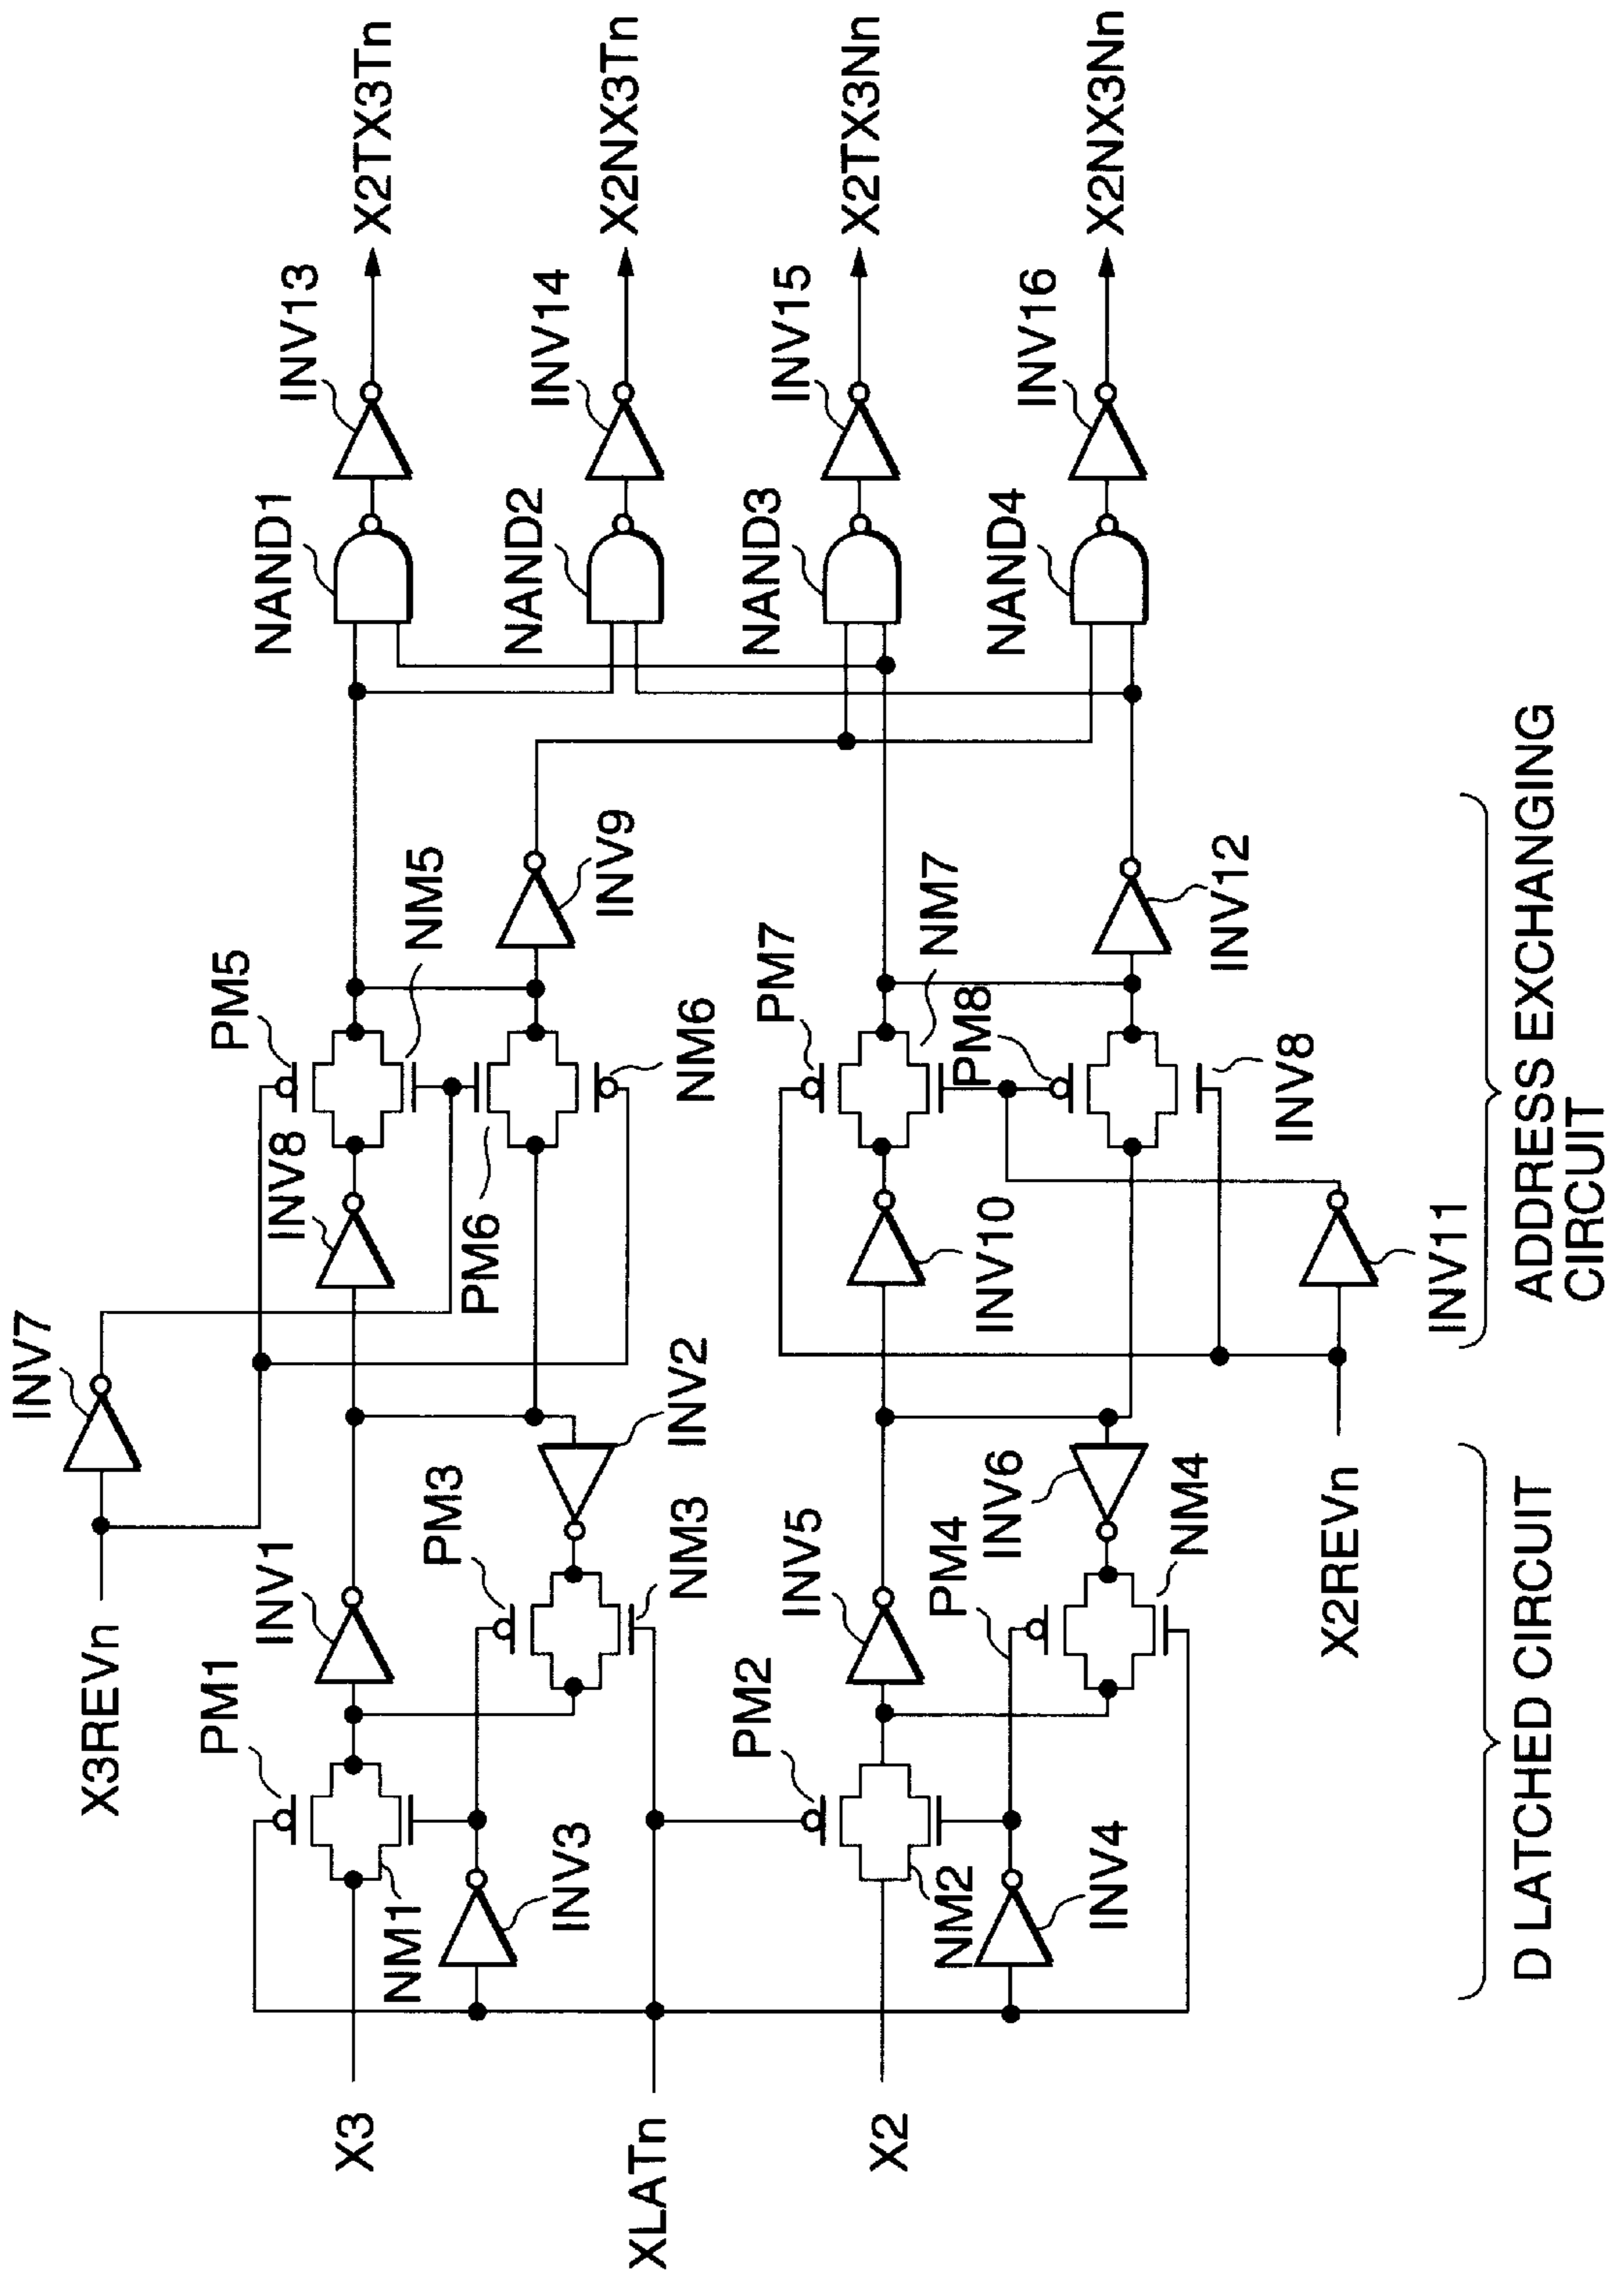 X3
XLATn
X2
X3REVn
X2REVn
PM1
NM1
INV3
INV1
PM3
NM3
INV2
PM2
NM2
INV4
INV5
PM4
INV6
NM4
D LATCHED CIRCUIT
INV7
INV8
PM5
NM5
PM6
NM6
INV9
INV10
PM7
NM7
PM8
INV8
INV11
INV12
ADDRESS EXCHANGING
CIRCUIT
NAND1
NAND2
NAND3
NAND4
INV13
INV14
INV15
INV16
X2TX3Tn
X2NX3Tn
X2TX3Nn
X2NX3Nn